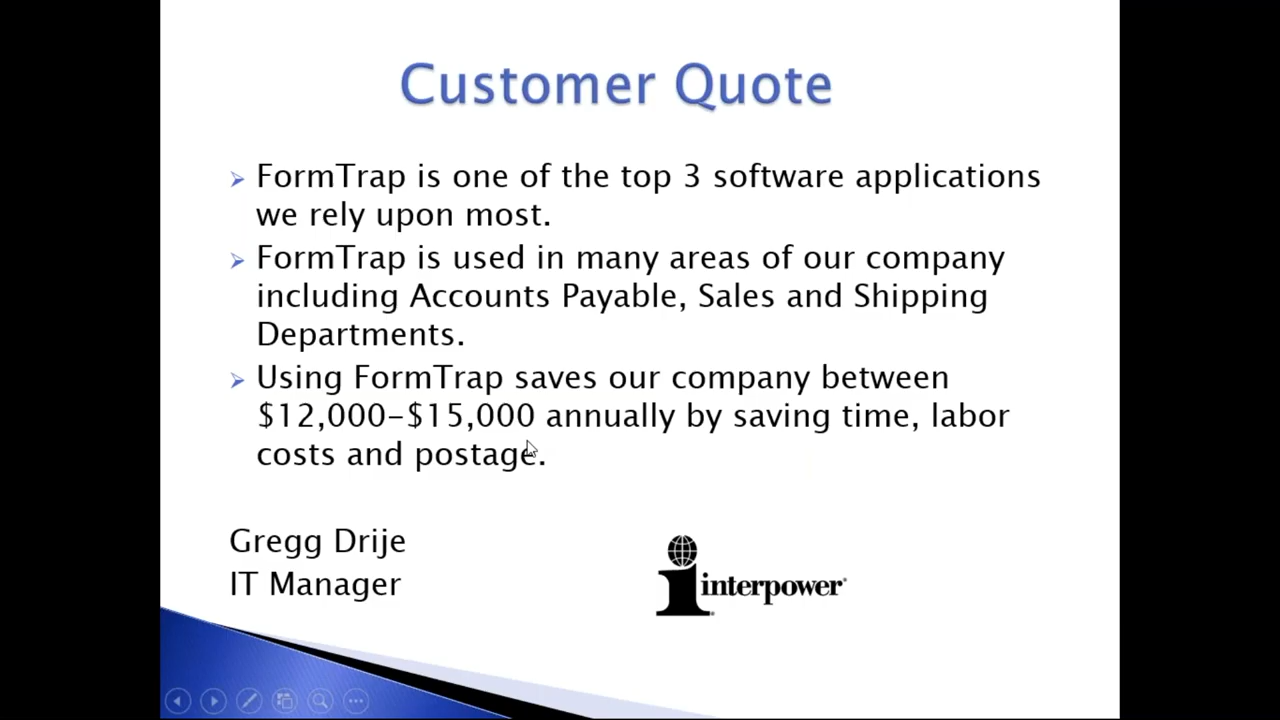 Customer Quote
FormTrap is one of the top 3 software applications
we rely upon most.
FormTrap is used in many areas of our company
including Accounts Payable, Sales and Shipping
Departments.
Using FormTrap saves our company between
$12,000-$15,000 annually by saving time, labor
costs and postage.
Gregg Drije
IT Manager
interpower®